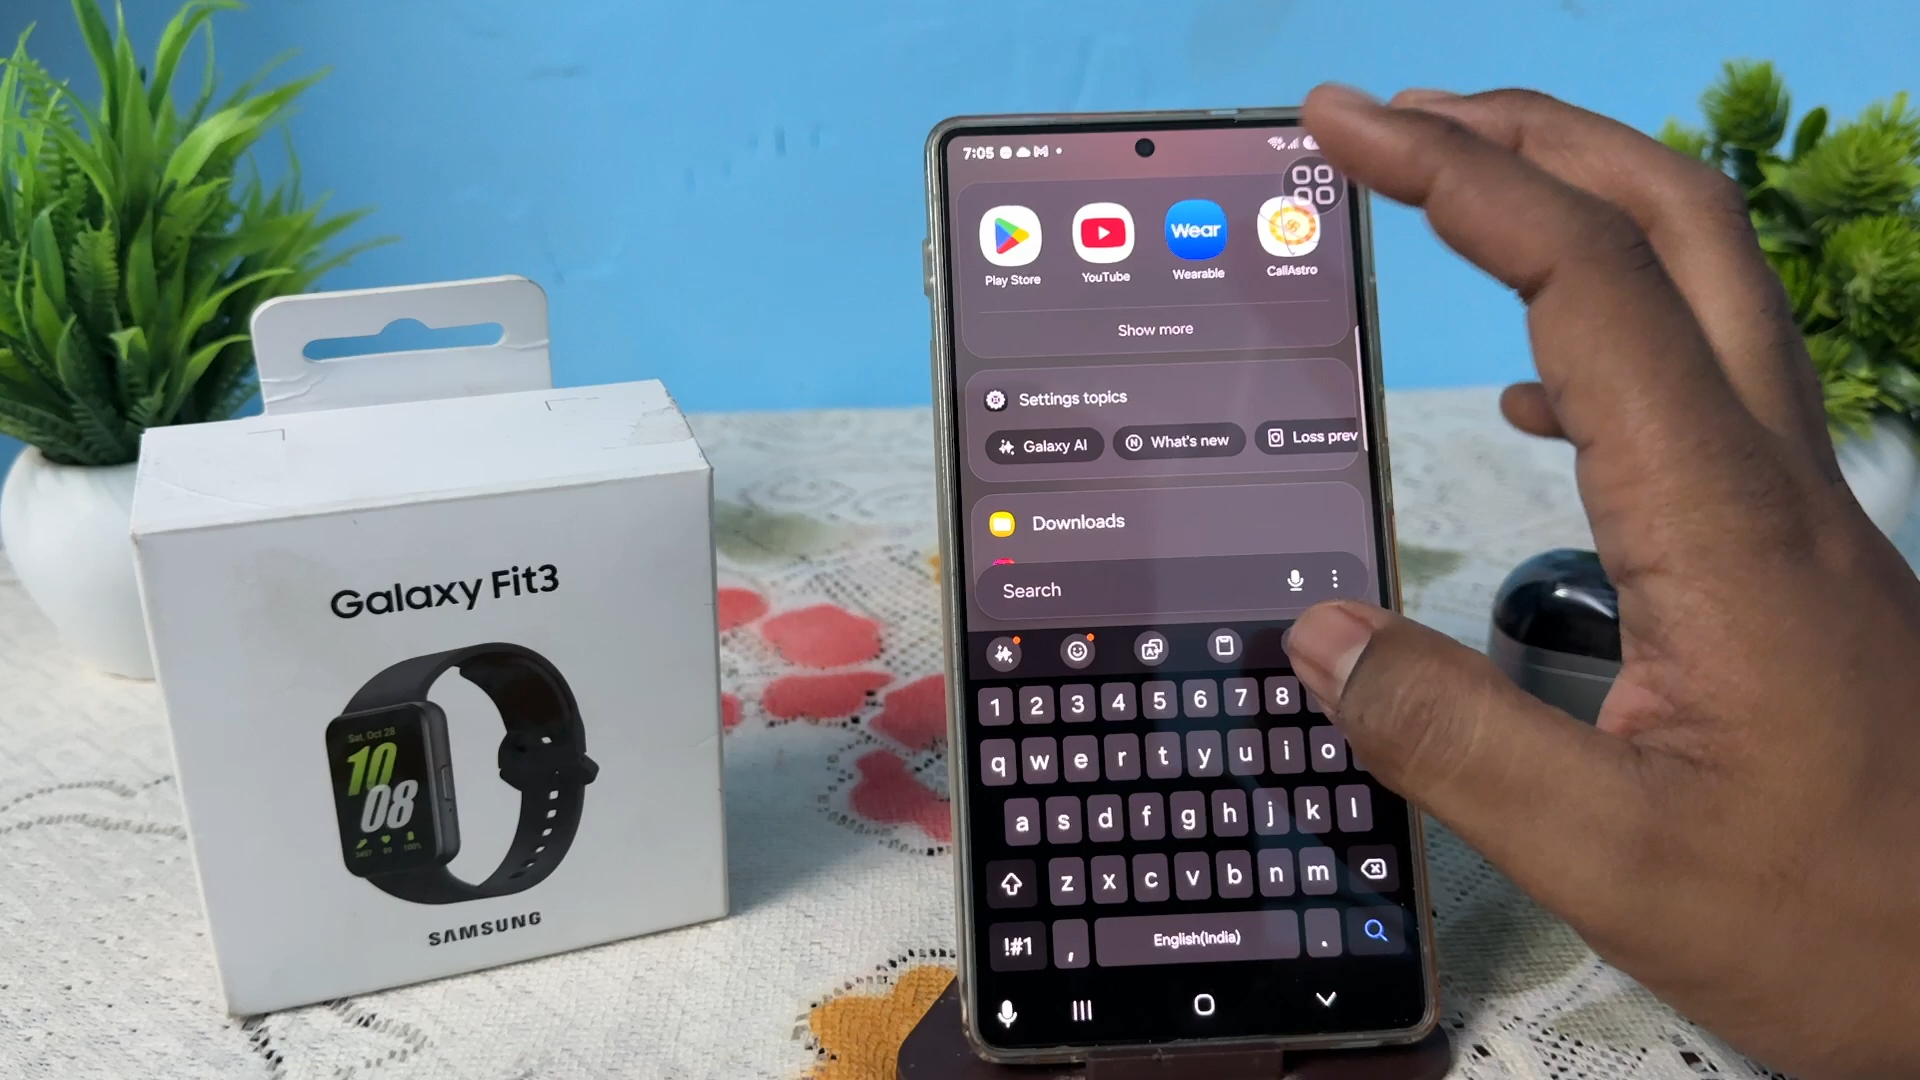 Galaxy Fit3
Sat, Oct 28
10
08
100%
SAMSUNG
7:05
Wear
Play Store
YouTube
Wearable
CallAstro
Show more
Settings topics
Galaxy AI
What's new
Loss prev
Downloads
Search
1 2 3 4 5 6 7 8
q w e r t y u i o
a s d f g h j k l
z x c v b n m
!#1 , English(India) .